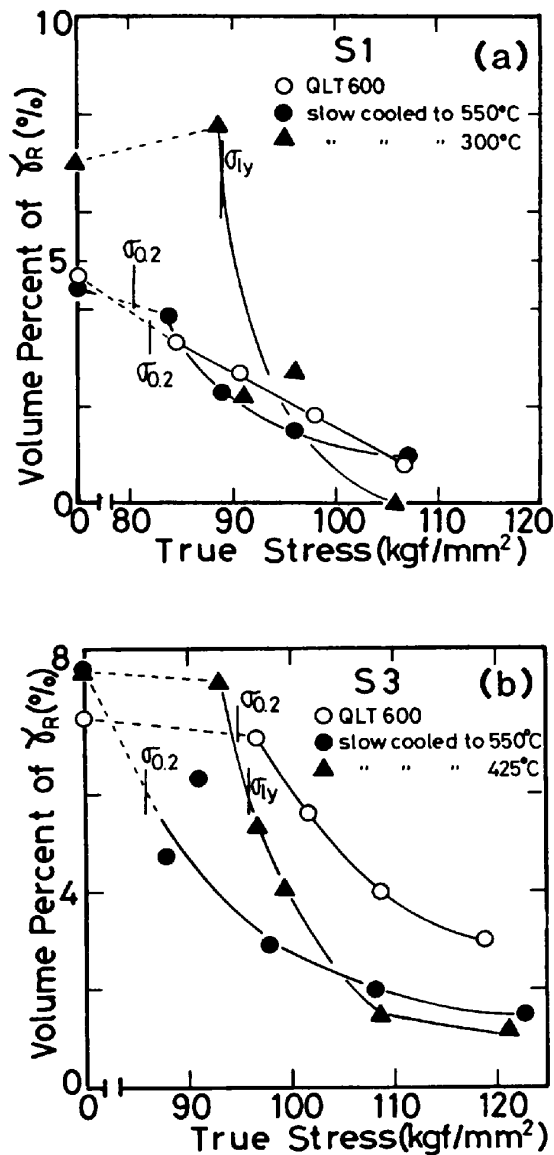 10
S1 (a)
○ QLT 600
● slow cooled to 550°C
▲ " " " 300°C
σly
5
σ0.2
σ0.2
Volume Percent of γR (%)
0
0 80 90 100 110 120
True Stress (kgf/mm²)
8
S3 (b)
σ0.2
○ QLT 600
● slow cooled to 550°C
▲ " " " 425°C
σ0.2
σly
4
Volume Percent of γR (%)
0
0 90 100 110 120
True Stress (kgf/mm²)